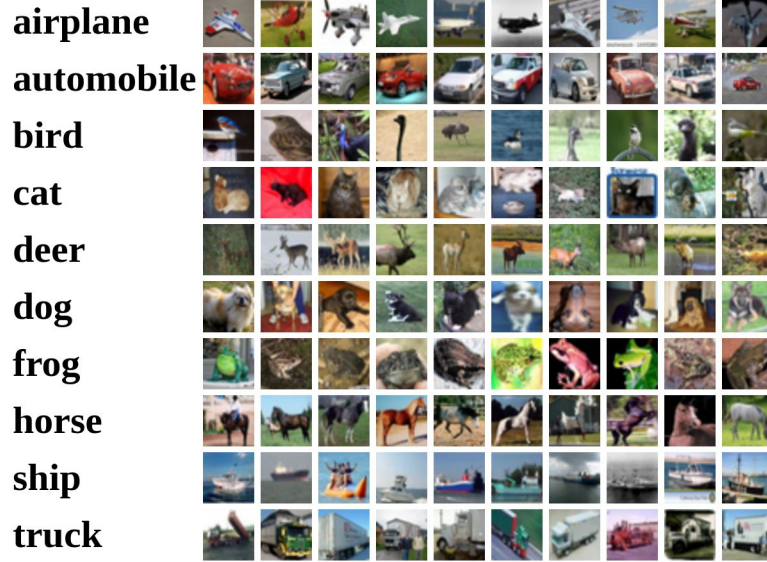 airplane
automobile
bird
cat
deer
dog
frog
horse
ship
truck